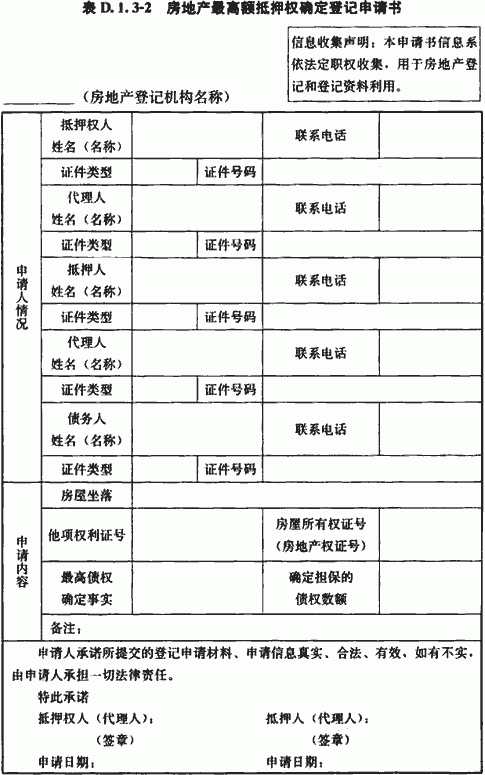 表 D.1.3-2 房地产最高额抵押权确定登记申请书
信息收集声明：本申请书信息系
依法定职权收集，用于房地产登
记和登记资料利用。
（房地产登记机构名称）
申请人情况
抵押权人
姓名（名称）
联系电话
证件类型 证件号码
代理人
姓名（名称）
联系电话
证件类型 证件号码
抵押人
姓名（名称）
联系电话
证件类型 证件号码
代理人
姓名（名称）
联系电话
证件类型 证件号码
债务人
姓名（名称）
联系电话
证件类型 证件号码
申请内容
房屋坐落
他项权利证号
房屋所有权证号
（房地产权证号）
最高债权
确定事实
确定担保的
债权数额
备注：
申请人承诺所提交的登记申请材料、申请信息真实、合法、有效，如有不实，
由申请人承担一切法律责任。
特此承诺
抵押权人（代理人）： 抵押人（代理人）：
（签章） （签章）
申请日期： 申请日期：